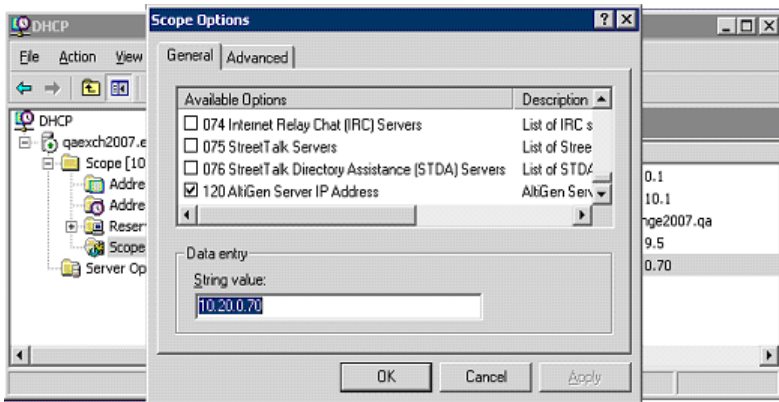 DHCP
Scope Options
File Action View
General Advanced
Available Options Description
074 Internet Relay Chat (IRC) Servers List of IRC s
075 StreetTalk Servers List of Stree
076 StreetTalk Directory Assistance (STDA) Servers List of STDA
120 AltiGen Server IP Address AltiGen Serv
DHCP
qaexch2007.e
Scope [10
Addre
Addre
Reser
Scope
Server Op
0.1
10.1
nge2007.qa
9.5
0.70
Data entry
String value:
10.20.0.70
OK Cancel Apply